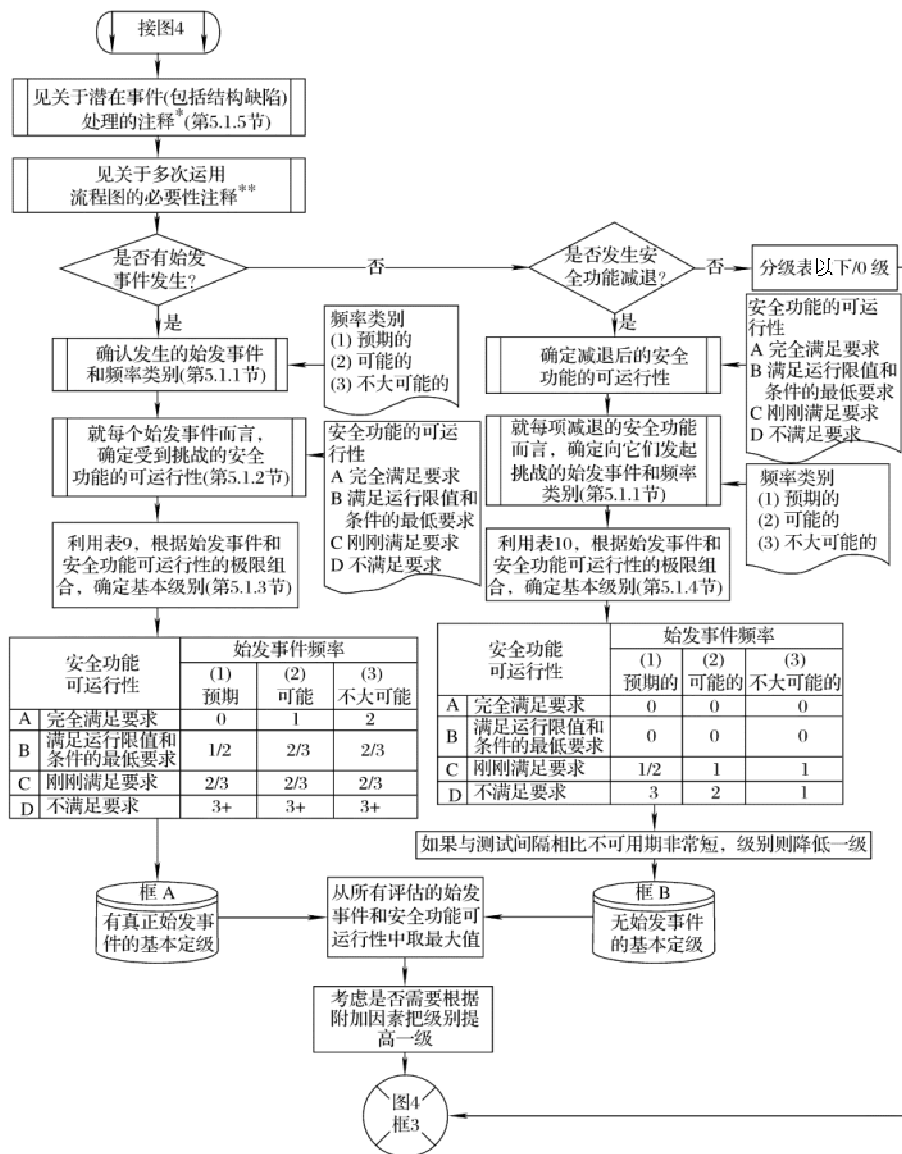 接图4
见关于潜在事件(包括结构缺陷)
处理的注释*(第5.1.5节)
见关于多次运用
流程图的必要性注释**
是否有始发
事件发生?
否
是否发生安
全功能减退?
否
分级表以下/0 级
是
确认发生的始发事件
和频率类别(第5.1.1节)
频率类别
(1) 预期的
(2) 可能的
(3) 不大可能的
就每个始发事件而言,
确定受到挑战的安全
功能的可运行性(第5.1.2节)
安全功能的可运
行性
A 完全满足要求
B 满足运行限值和
条件的最低要求
C 刚刚满足要求
D 不满足要求
利用表9，根据始发事件和
安全功能可运行性的极限组
合，确定基本级别(第5.1.3节)
是
确定减退后的安全
功能的可运行性
安全功能的可运
行性
A 完全满足要求
B 满足运行限值和
条件的最低要求
C 刚刚满足要求
D 不满足要求
就每项减退的安全功能
而言，确定向它们发起
挑战的始发事件和频率
类别(第5.1.1节)
频率类别
(1) 预期的
(2) 可能的
(3) 不大可能的
利用表10，根据始发事件和
安全功能可运行性的极限组
合，确定基本级别(第5.1.4节)
安全功能
可运行性
始发事件频率
(1) (2) (3)
预期 可能 不大可能
A 完全满足要求 0 1 2
B 满足运行限值和
条件的最低要求 1/2 2/3 2/3
C 刚刚满足要求 2/3 2/3 2/3
D 不满足要求 3+ 3+ 3+
安全功能
可运行性
始发事件频率
(1) (2) (3)
预期的 可能的 不大可能的
A 完全满足要求 0 0 0
B 满足运行限值和
条件的最低要求 0 0 0
C 刚刚满足要求 1/2 1 1
D 不满足要求 3 2 1
如果与测试间隔相比不可用期非常短，级别则降低一级
框 A
有真正始发事
件的基本定级
从所有评估的始发
事件和安全功能可
运行性中取最大值
框 B
无始发事件
的基本定级
考虑是否需要根据
附加因素把级别提
高一级
图4
框3